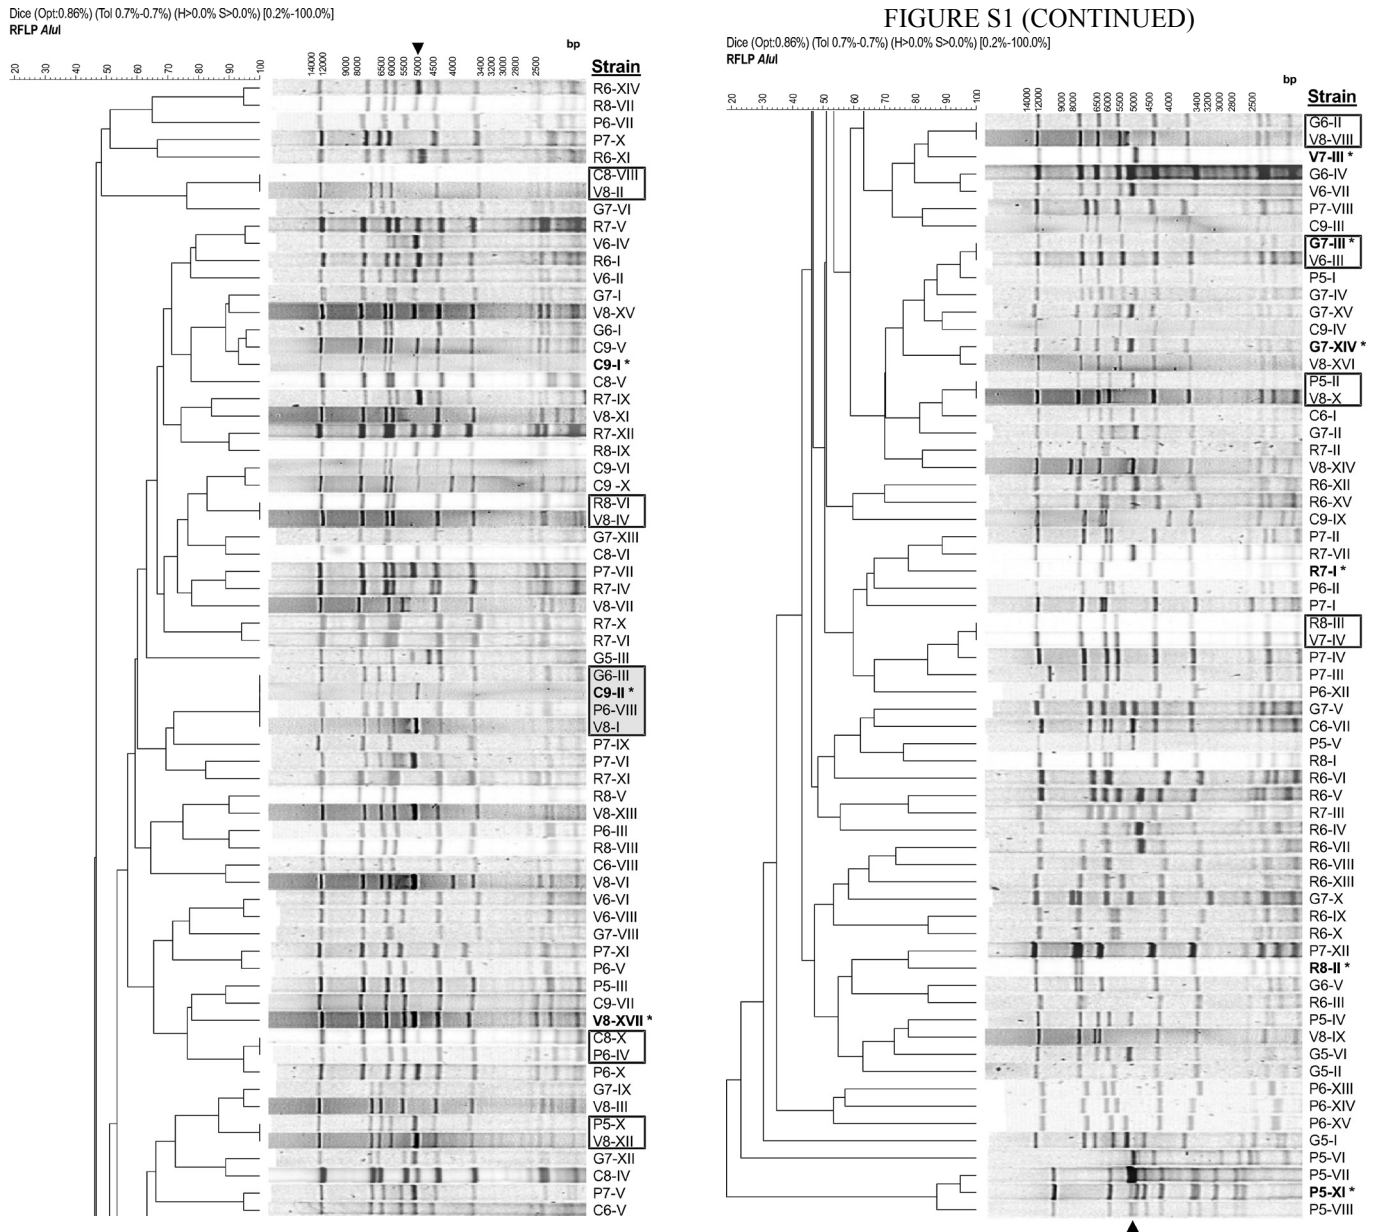 Dice (Opt:0.86%) (Tol 0.7%-0.7%) (H>0.0% S>0.0%) [0.2%-100.0%]
RFLP AluI
bp
20 30 40 50 60 70 80 90 100
14000 12000 9000 8000 6500 6000 5500 5000 4500 4000 3400 3200 3000 2800 2500
Strain
R6-XIV
R8-VII
P6-VII
P7-X
R6-XI
C8-VIII
V8-II
G7-VI
R7-V
V6-IV
R6-I
V6-II
G7-I
V8-XV
G6-I
C9-V
C9-I *
C8-V
R7-IX
V8-XI
R7-XII
R8-IX
C9-VI
C9 -X
R8-VI
V8-IV
G7-XIII
C8-VI
P7-VII
R7-IV
V8-VII
R7-X
R7-VI
G5-III
G6-III
C9-II *
P6-VIII
V8-I
P7-IX
P7-VI
R7-XI
R8-V
V8-XIII
P6-III
R8-VIII
C6-VIII
V8-VI
V6-VI
V6-VIII
G7-VIII
P7-XI
P6-V
P5-III
C9-VII
V8-XVII *
C8-X
P6-IV
P6-X
G7-IX
V8-III
P5-X
V8-XII
G7-XII
C8-IV
P7-V
C6-V
FIGURE S1 (CONTINUED)
Dice (Opt:0.86%) (Tol 0.7%-0.7%) (H>0.0% S>0.0%) [0.2%-100.0%]
RFLP AluI
bp
20 30 40 50 60 70 80 90 100
14000 12000 9000 8000 6500 6000 5500 5000 4500 4000 3400 3200 3000 2800 2500
Strain
G6-II
V8-VIII
V7-III *
G6-IV
V6-VII
P7-VIII
C9-III
G7-III *
V6-III
P5-I
G7-IV
G7-XV
C9-IV
G7-XIV *
V8-XVI
P5-II
V8-X
C6-I
G7-II
R7-II
V8-XIV
R6-XII
R6-XV
C9-IX
P7-II
R7-VII
R7-I *
P6-II
P7-I
R8-III
V7-IV
P7-IV
P7-III
P6-XII
G7-V
C6-VII
P5-V
R8-I
R6-VI
R6-V
R7-III
R6-IV
R6-VII
R6-VIII
R6-XIII
G7-X
R6-IX
R6-X
P7-XII
R8-II *
G6-V
R6-III
P5-IV
V8-IX
G5-VI
G5-II
P6-XIII
P6-XIV
P6-XV
G5-I
P5-VI
P5-VII
P5-XI *
P5-VIII